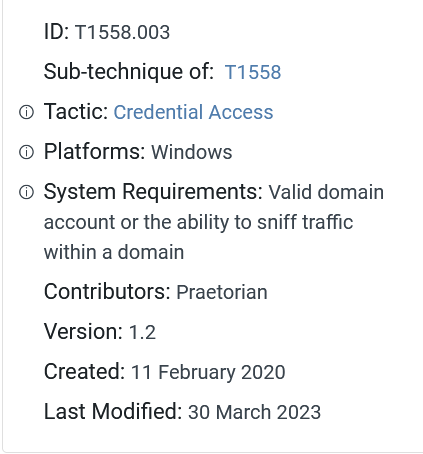 ID: T1558.003
Sub-technique of: T1558
Tactic: Credential Access
Platforms: Windows
System Requirements: Valid domain
account or the ability to sniff traffic
within a domain
Contributors: Praetorian
Version: 1.2
Created: 11 February 2020
Last Modified: 30 March 2023